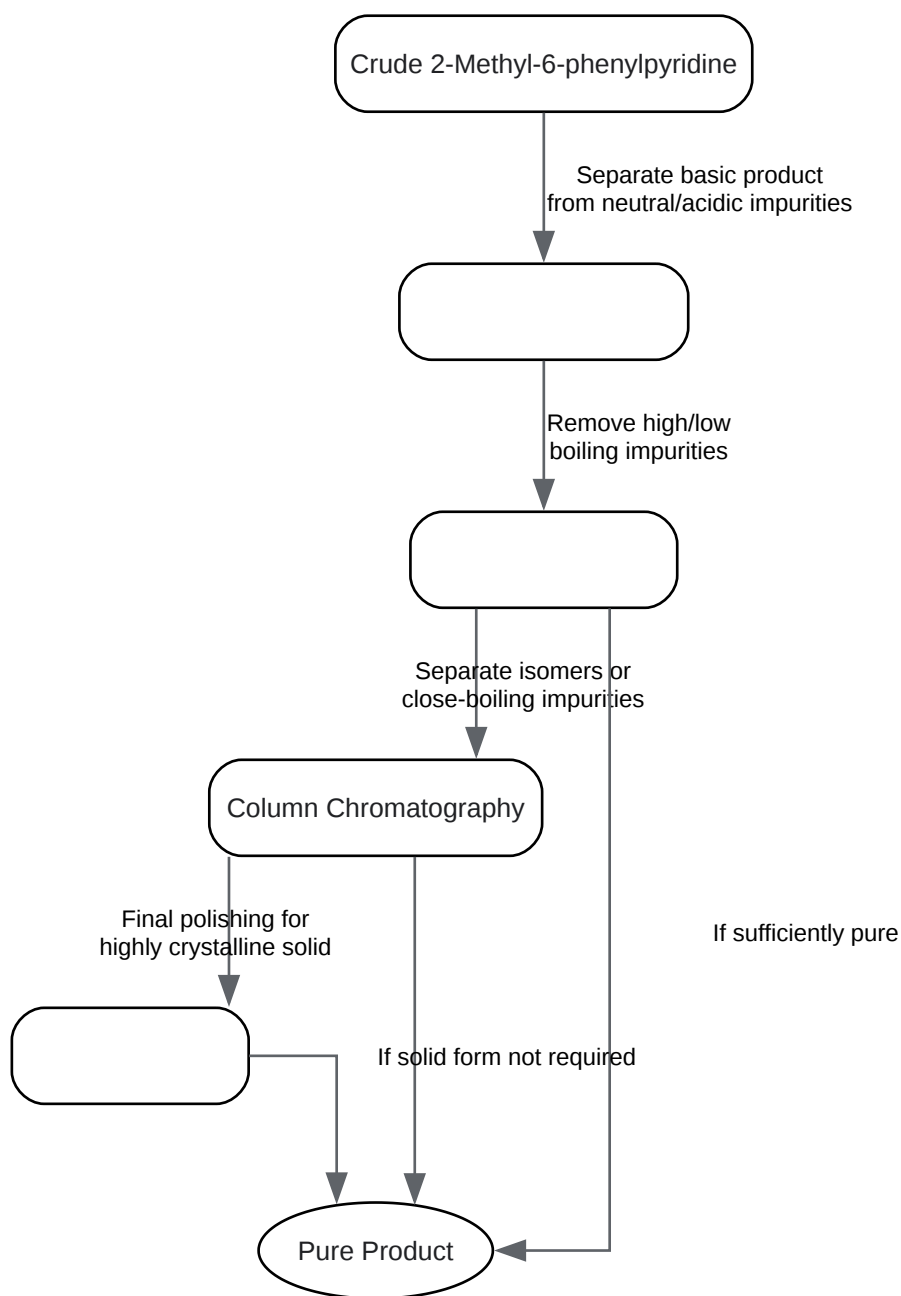 Crude 2-Methyl-6-phenylpyridine
Separate basic product
from neutral/acidic impurities
Remove high/low
boiling impurities
Separate isomers or
close-boiling impurities
Column Chromatography
Final polishing for
highly crystalline solid
If sufficiently pure
If solid form not required
Pure Product